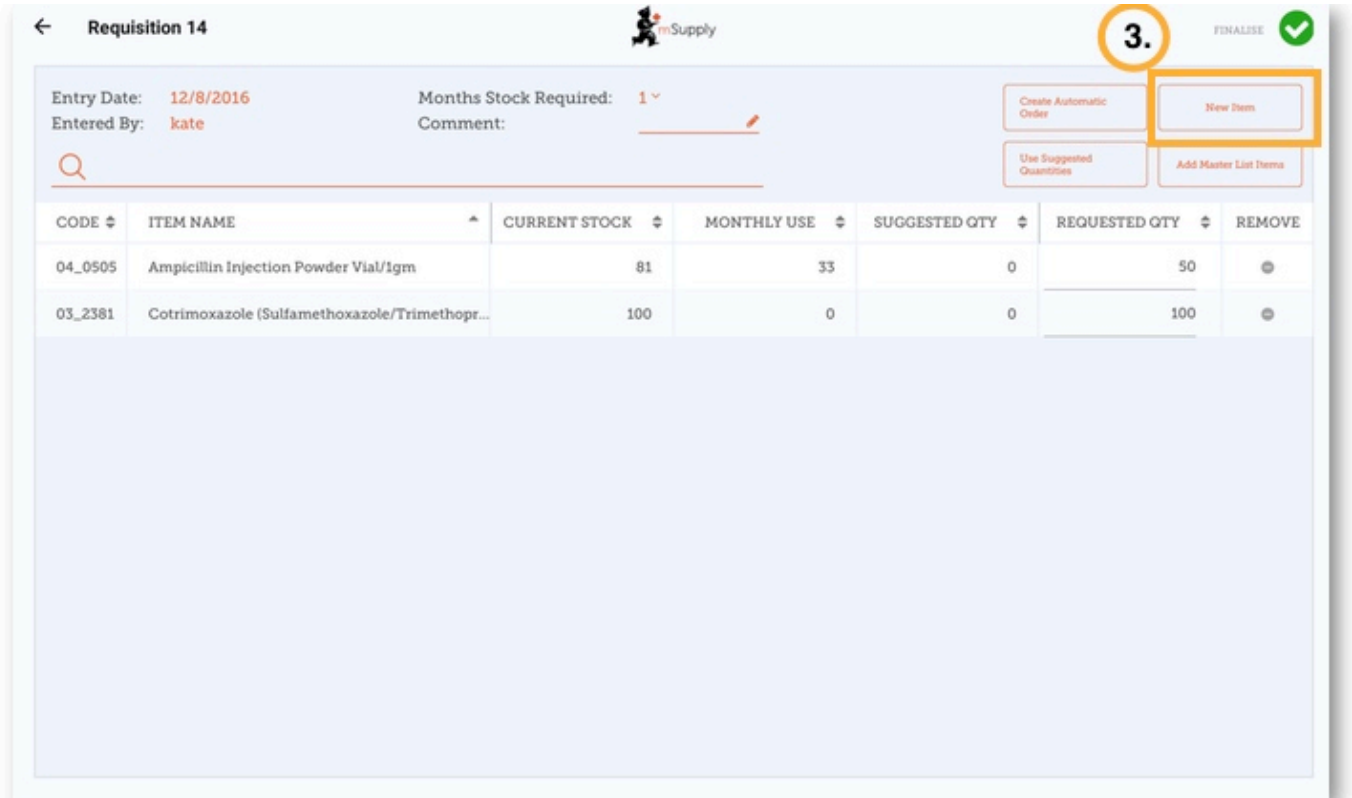 Requisition 14
mSupply
3.
FINALISE
Entry Date: 12/8/2016
Months Stock Required: 1
Create Automatic Order
New Item
Entered By: kate
Comment:
Use Suggested Quantities
Add Master List Items
CODE ITEM NAME CURRENT STOCK MONTHLY USE SUGGESTED QTY REQUESTED QTY REMOVE
04_0505 Ampicillin Injection Powder Vial/1gm 81 33 0 50
03_2381 Cotrimoxazole (Sulfamethoxazole/Trimethopr... 100 0 0 100